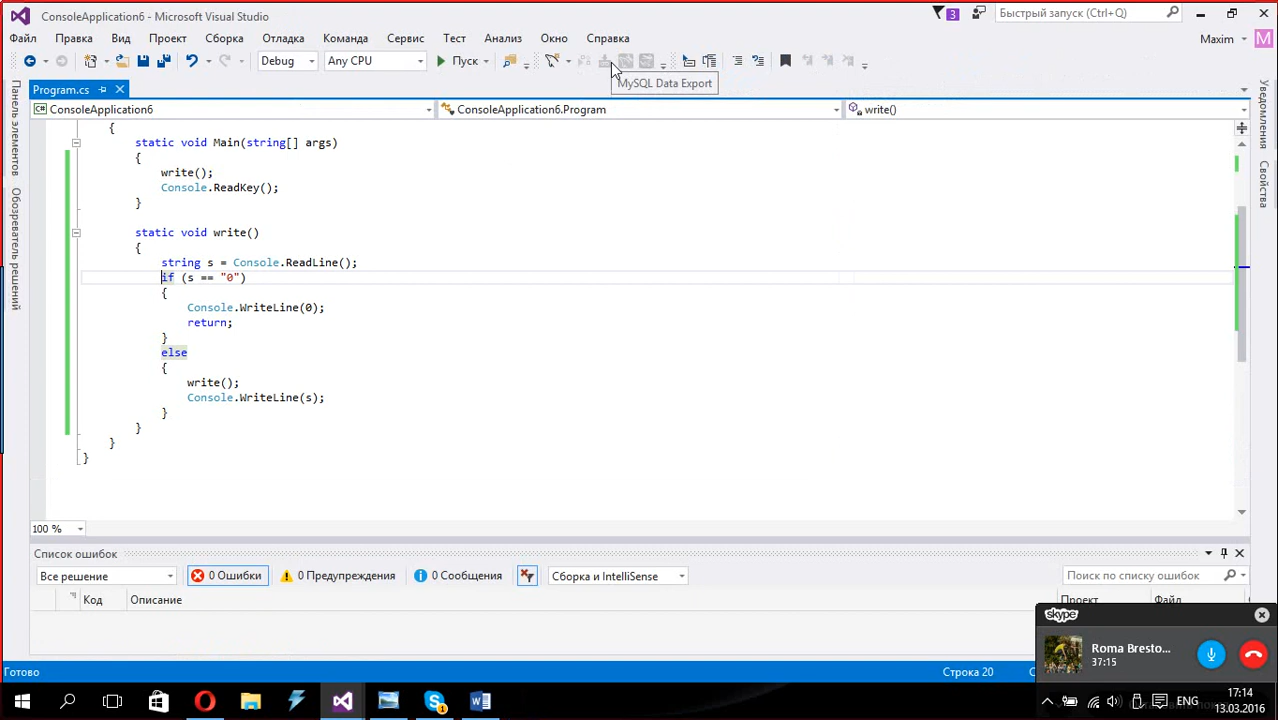 ConsoleApplication6 - Microsoft Visual Studio
3
Быстрый запуск (Ctrl+Q)
Файл Правка Вид Проект Сборка Отладка Команда Сервис Тест Анализ Окно Справка
Maxim M
Debug Any CPU Пуск
MySQL Data Export
Program.cs
ConsoleApplication6 ConsoleApplication6.Program write()
Панель элементов
Обозреватель серверов
Уведомления
Свойства
{
static void Main(string[] args)
{
write();
Console.ReadKey();
}
static void write()
{
string s = Console.ReadLine();
if (s == "0")
{
Console.WriteLine(0);
return;
}
else
{
write();
Console.WriteLine(s);
}
}
}
}
100 %
Список ошибок
Все решение 0 Ошибки 0 Предупреждения 0 Сообщения Сборка и IntelliSense
Поиск по списку ошибок
Код Описание Проект Файл
skype
Roma Bresto...
37:15
Готово
Строка 20
1
ENG
17:14
13.03.2016